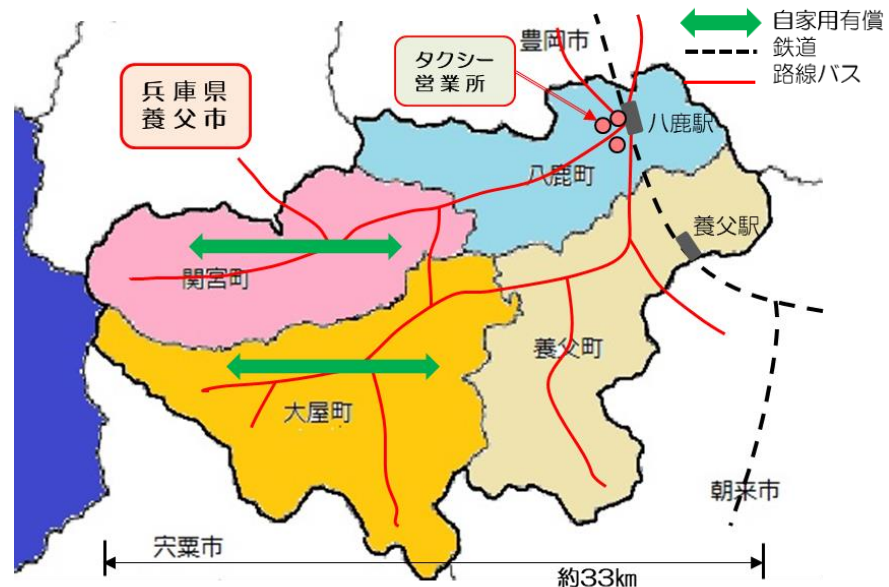 自家用有償
鉄道
路線バス
豊岡市
タクシー
営業所
兵庫県
養父市
八鹿駅
八鹿町
養父駅
関宮町
養父町
大屋町
朝来市
宍粟市
約33km